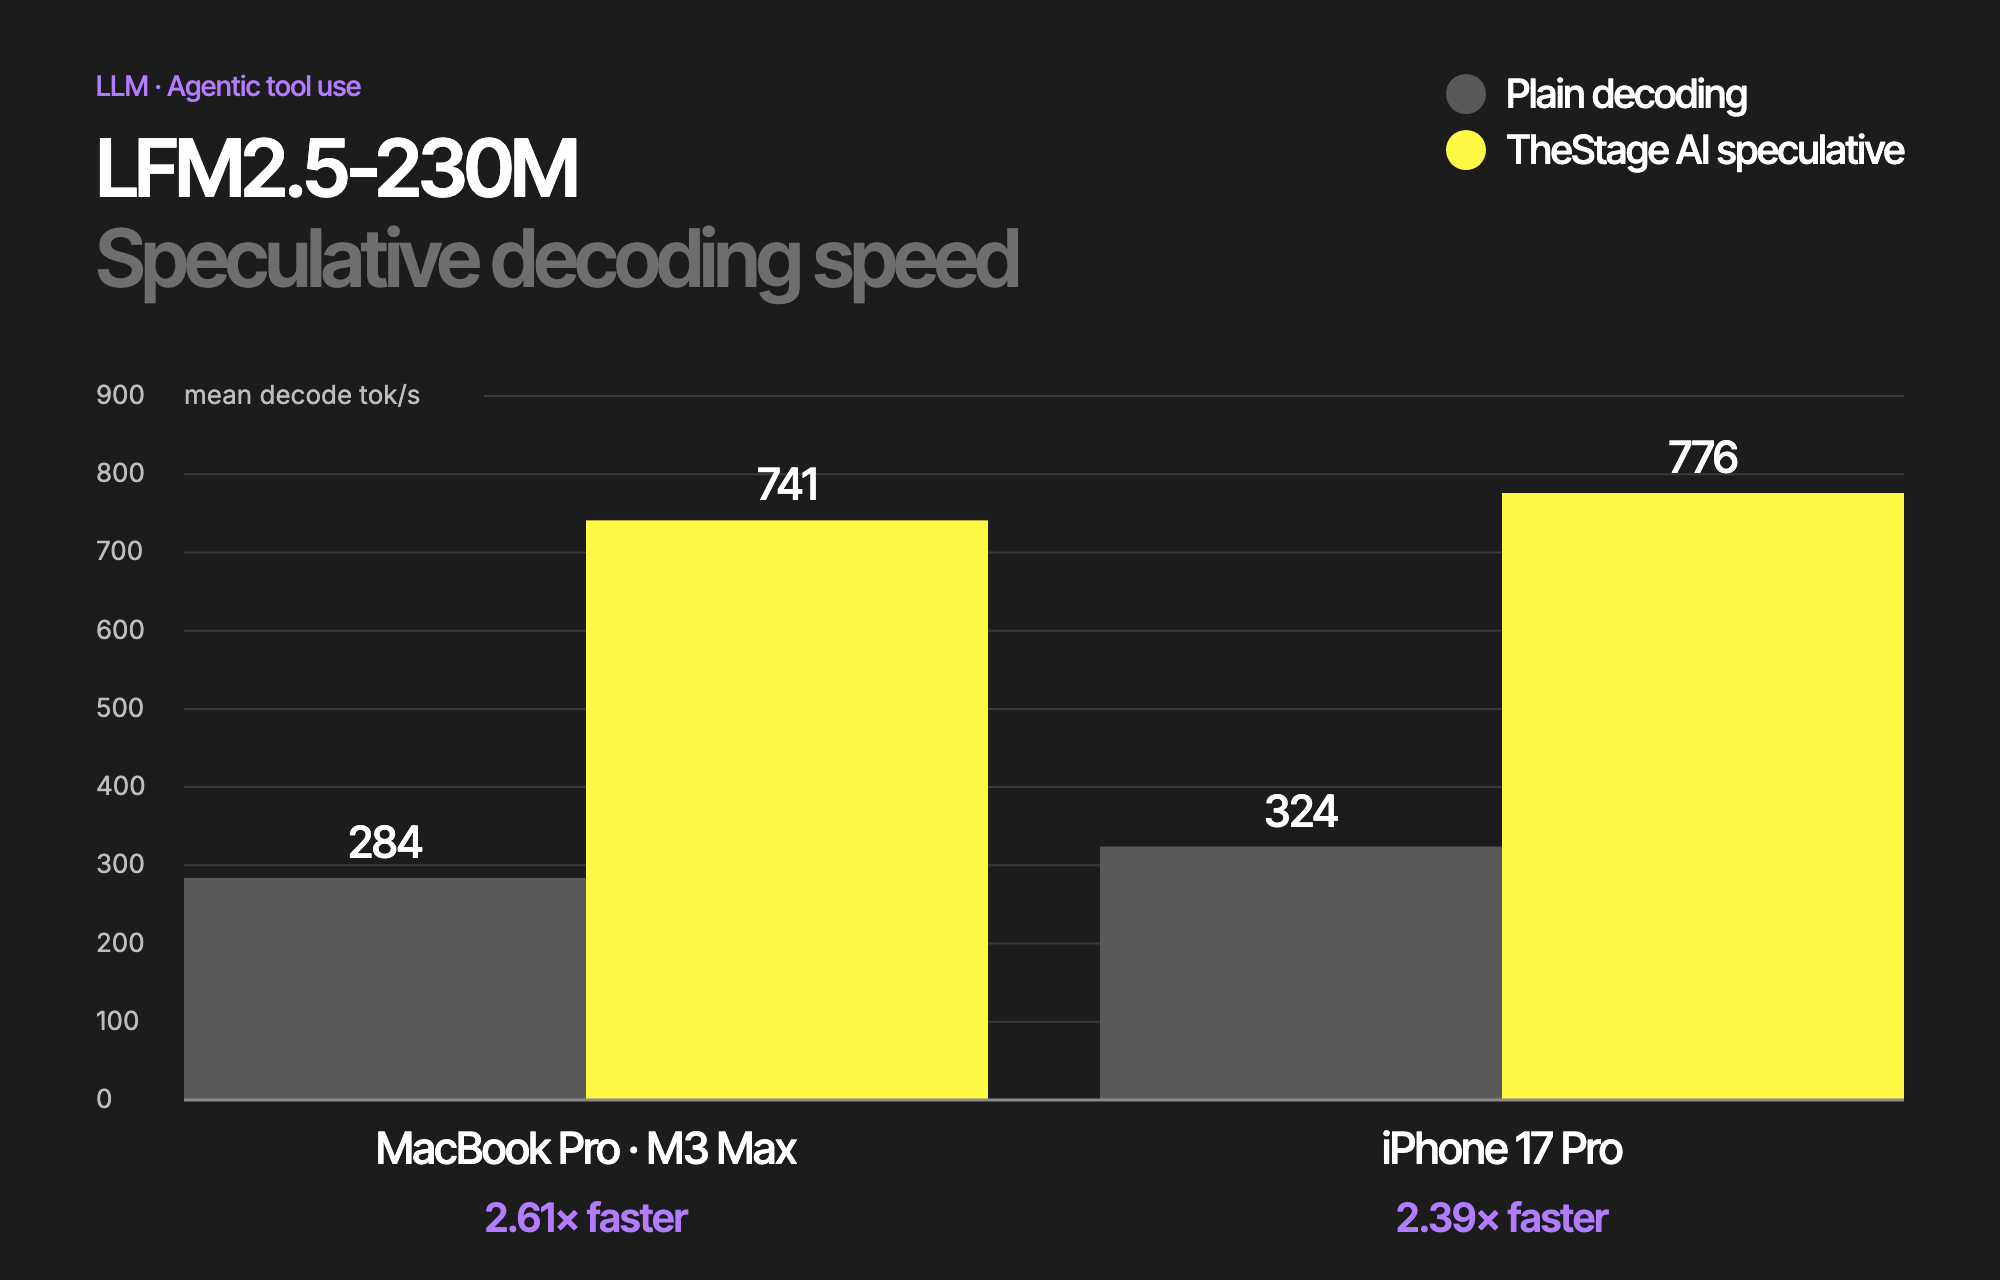 LLM · Agentic tool use
LFM2.5-230M
Speculative decoding speed
Plain decoding
TheStage AI speculative
900 mean decode tok/s
800
700
600
500
400
300
200
100
0
284
741
324
776
MacBook Pro · M3 Max
2.61× faster
iPhone 17 Pro
2.39× faster